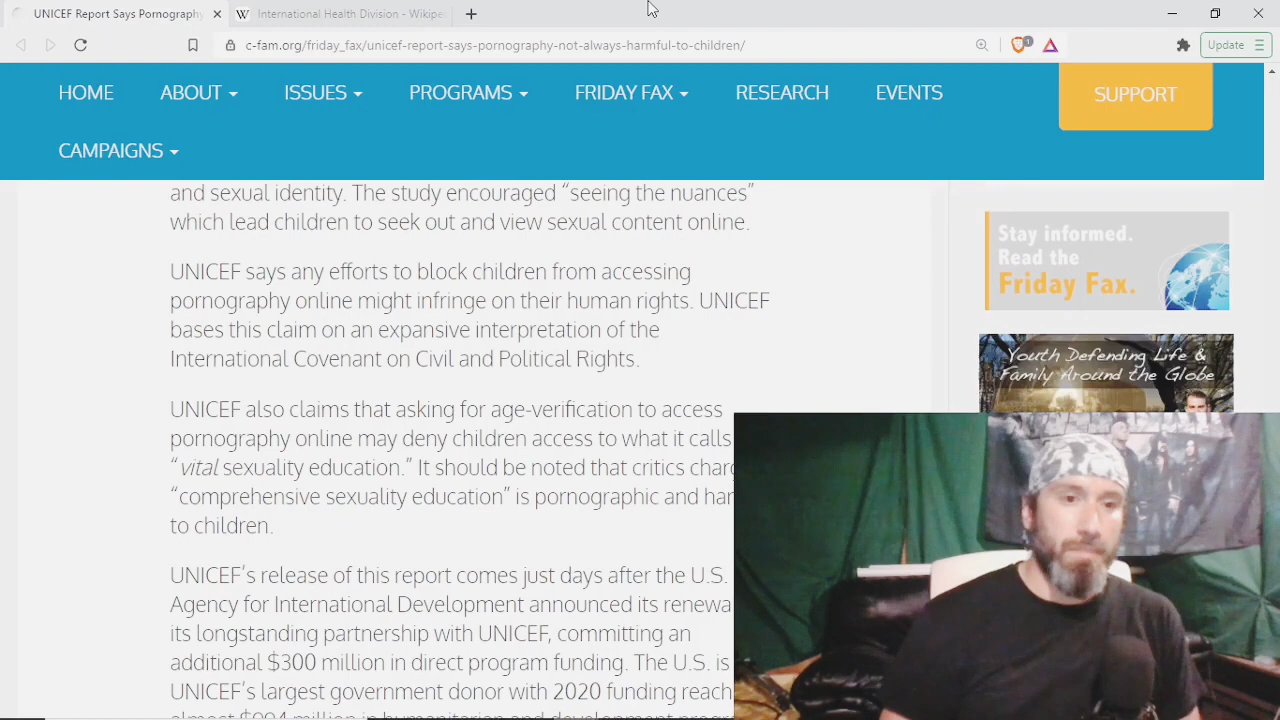 UNICEF Report Says Pornography
International Health Division - Wikipe
c-fam.org/friday_fax/unicef-report-says-pornography-not-always-harmful-to-children/
1
Update
HOME
ABOUT
ISSUES
PROGRAMS
FRIDAY FAX
RESEARCH
EVENTS
SUPPORT
CAMPAIGNS
and sexual identity. The study encouraged “seeing the nuances”
which lead children to seek out and view sexual content online.
UNICEF says any efforts to block children from accessing
pornography online might infringe on their human rights. UNICEF
bases this claim on an expansive interpretation of the
International Covenant on Civil and Political Rights.
UNICEF also claims that asking for age-verification to access
pornography online may deny children access to what it calls
“vital sexuality education.” It should be noted that critics charg
“comprehensive sexuality education” is pornographic and har
to children.
UNICEF’s release of this report comes just days after the U.S.
Agency for International Development announced its renewa
its longstanding partnership with UNICEF, committing an
additional $300 million in direct program funding. The U.S. is
UNICEF’s largest government donor with 2020 funding reach
Stay informed.
Read the
Friday Fax.
Youth Defending Life &
Family Around the Globe